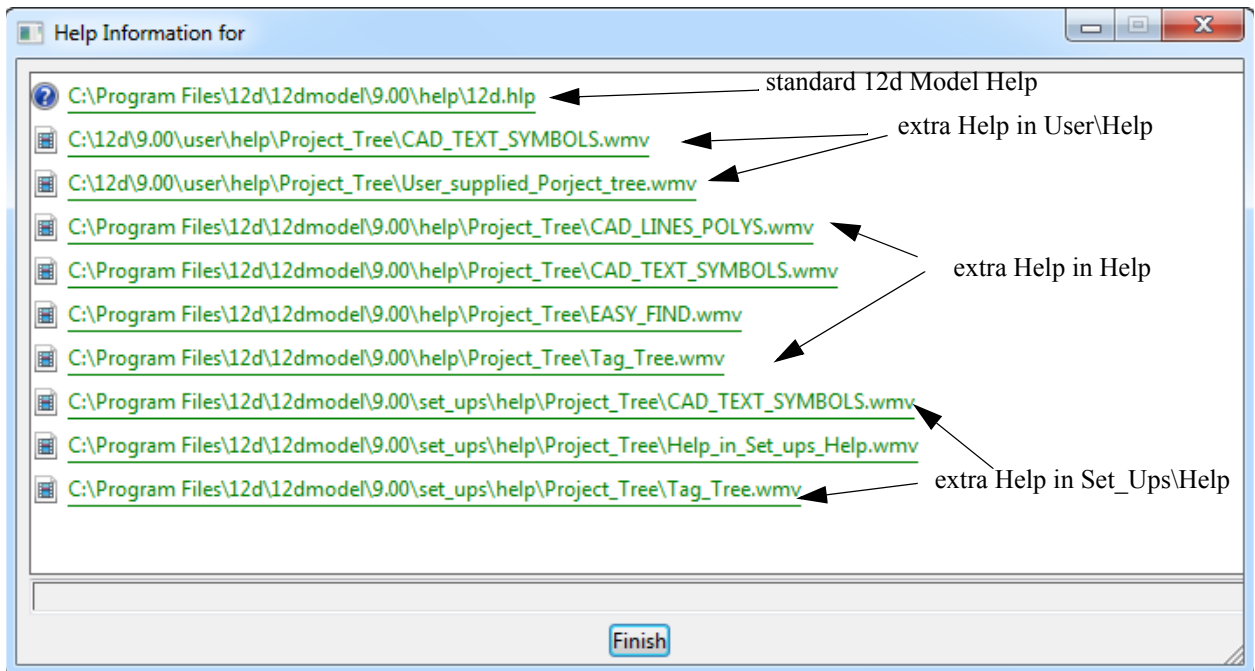 Help Information for
C:\Program Files\12d\12dmodel\9.00\help\12d.hlp
standard 12d Model Help
C:\12d\9.00\user\help\Project_Tree\CAD_TEXT_SYMBOLS.wmv
extra Help in User\Help
C:\12d\9.00\user\help\Project_Tree\User_supplied_Porject_tree.wmv
C:\Program Files\12d\12dmodel\9.00\help\Project_Tree\CAD_LINES_POLYS.wmv
C:\Program Files\12d\12dmodel\9.00\help\Project_Tree\CAD_TEXT_SYMBOLS.wmv
extra Help in Help
C:\Program Files\12d\12dmodel\9.00\help\Project_Tree\EASY_FIND.wmv
C:\Program Files\12d\12dmodel\9.00\help\Project_Tree\Tag_Tree.wmv
C:\Program Files\12d\12dmodel\9.00\set_ups\help\Project_Tree\CAD_TEXT_SYMBOLS.wmv
C:\Program Files\12d\12dmodel\9.00\set_ups\help\Project_Tree\Help_in_Set_ups_Help.wmv
C:\Program Files\12d\12dmodel\9.00\set_ups\help\Project_Tree\Tag_Tree.wmv
extra Help in Set_Ups\Help
Finish